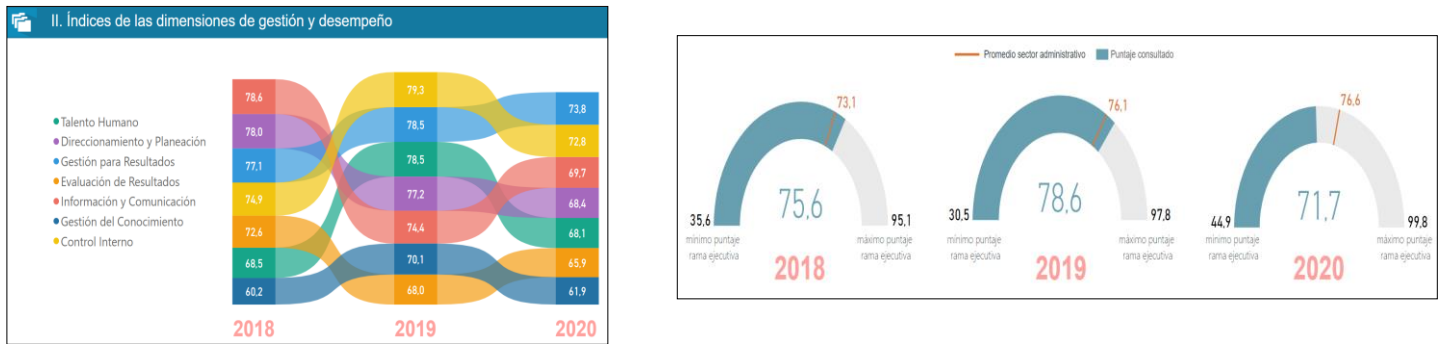 II. Índices de las dimensiones de gestión y desempeño
Talento Humano
Direccionamiento y Planeación
Gestión para Resultados
Evaluación de Resultados
Información y Comunicación
Gestión del Conocimiento
Control Interno
78,6
78,0
77,1
74,9
72,6
68,5
60,2
2018
79,3
78,5
78,5
77,2
74,4
70,1
68,0
2019
73,8
72,8
69,7
68,4
68,1
65,9
61,9
2020
Promedio sector administrativo
Puntaje consultado
73,1
75,6
35,6
mínimo puntaje
rama ejecutiva
95,1
máximo puntaje
rama ejecutiva
2018
76,1
78,6
30,5
mínimo puntaje
rama ejecutiva
97,8
máximo puntaje
rama ejecutiva
2019
76,6
71,7
44,9
mínimo puntaje
rama ejecutiva
99,8
máximo puntaje
rama ejecutiva
2020